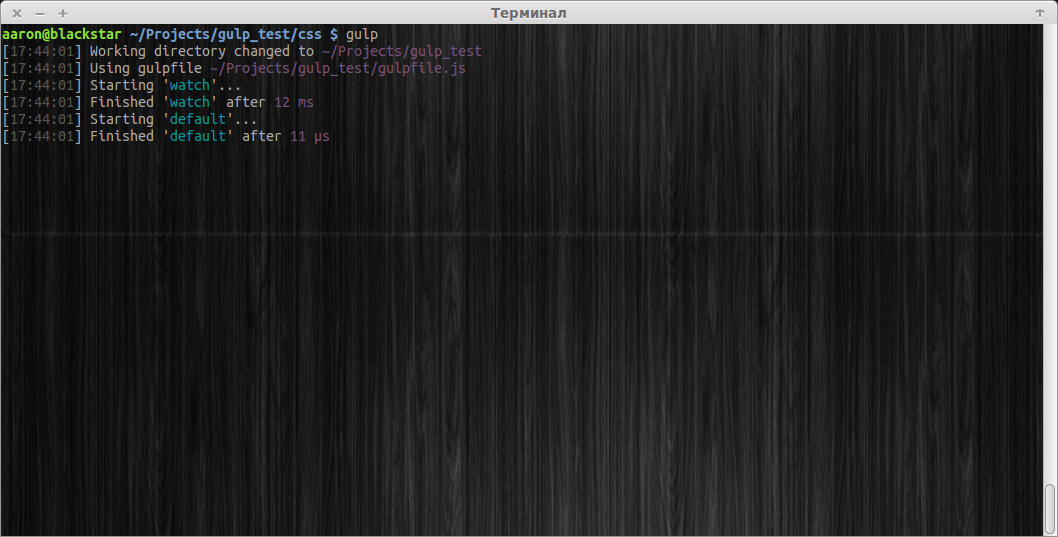 Терминал
aaron@blackstar ~/Projects/gulp_test/css $ gulp
[17:44:01] Working directory changed to ~/Projects/gulp_test
[17:44:01] Using gulpfile ~/Projects/gulp_test/gulpfile.js
[17:44:01] Starting 'watch'...
[17:44:01] Finished 'watch' after 12 ms
[17:44:01] Starting 'default'...
[17:44:01] Finished 'default' after 11 μs